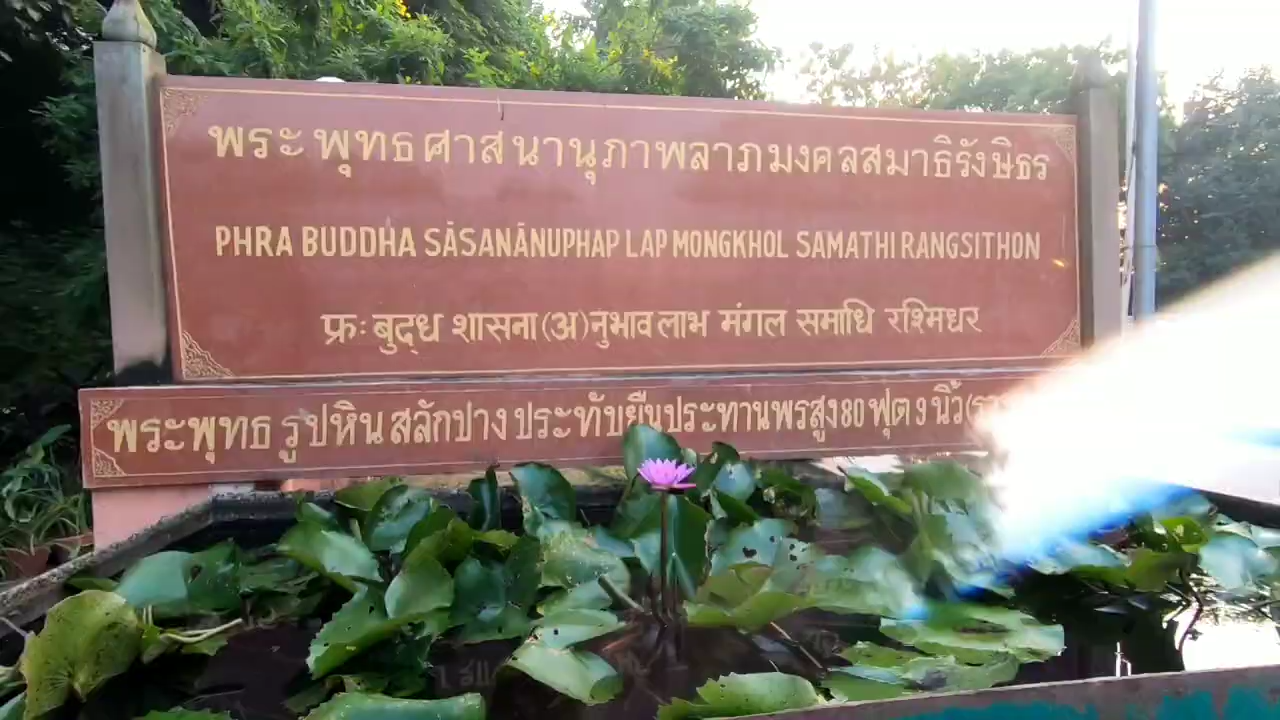 พระพุทธศาสนานุภาพลาภมงคลสมาธิรังษิธร
PHRA BUDDHA SĀSANĀNUPHAP LAP MONGKHOL SAMATHI RANGSITHON
फ्रः बुद्ध शासना(अ)नुभाव लाभ मंगल समाधि रश्मिधर
พระพุทธรูปหินสลักปางประทับยืนประทานพรสูง80 ฟุต 9 นิ้ว